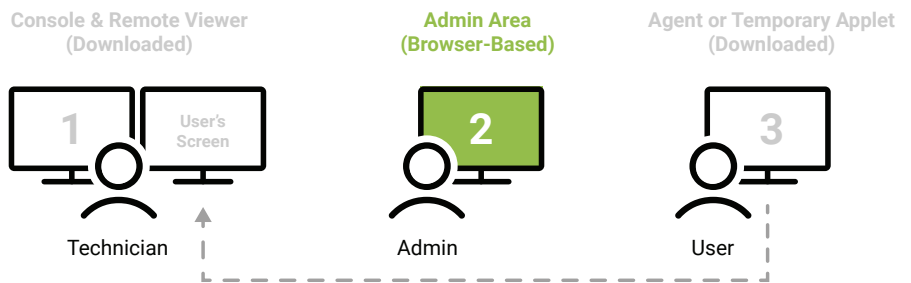 Console & Remote Viewer
(Downloaded)
Admin Area
(Browser-Based)
Agent or Temporary Applet
(Downloaded)
1
User's
Screen
2
3
Technician
Admin
User